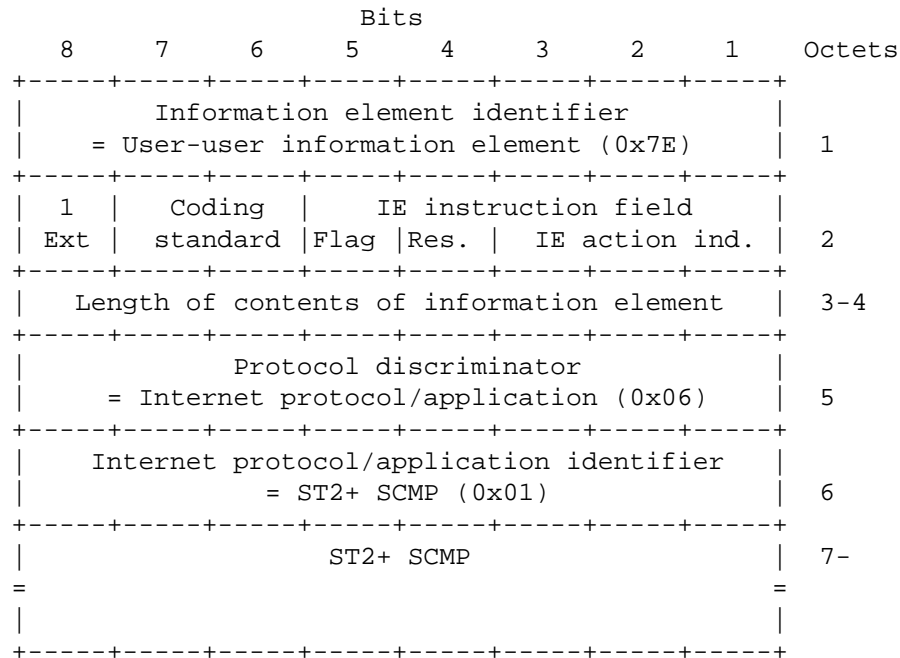 Bits
8 7 6 5 4 3 2 1 Octets
+-----+-----+-----+-----+-----+-----+-----+-----+
| Information element identifier |
| = User-user information element (0x7E) | 1
+-----+-----+-----+-----+-----+-----+-----+-----+
| 1 | Coding | IE instruction field |
| Ext | standard |Flag |Res. | IE action ind. | 2
+-----+-----+-----+-----+-----+-----+-----+-----+
| Length of contents of information element | 3-4
+-----+-----+-----+-----+-----+-----+-----+-----+
| Protocol discriminator |
| = Internet protocol/application (0x06) | 5
+-----+-----+-----+-----+-----+-----+-----+-----+
| Internet protocol/application identifier |
| = ST2+ SCMP (0x01) | 6
+-----+-----+-----+-----+-----+-----+-----+-----+
| ST2+ SCMP | 7-
= =
| |
+-----+-----+-----+-----+-----+-----+-----+-----+